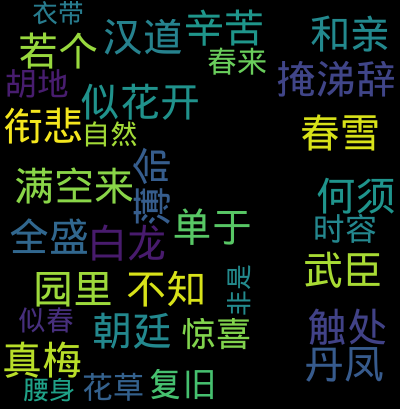 衣带
若个
汉道
辛苦
和亲
春来
胡地
似花开
掩涕辞
衔悲
自然
春雪
满空来
薄命
何须
全盛
白龙
单于
时容
武臣
园里
不知
非是
似春
朝廷
惊喜
触处
真梅
丹凤
腰身
花草
复旧